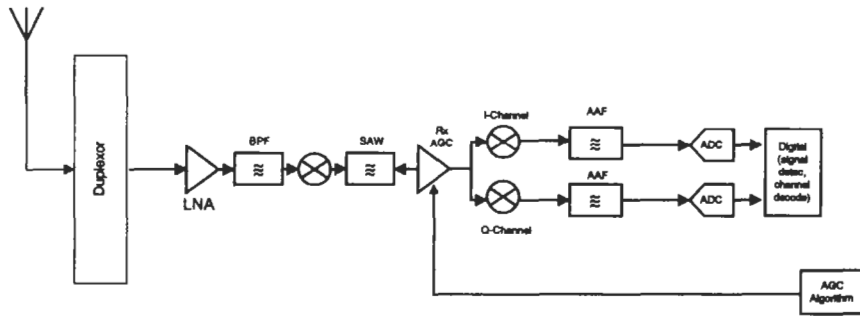 Duplexor
LNA
BPF
SAW
Rx
AGC
I-Channel
Q-Channel
AAF
AAF
ADC
ADC
Digital
(signal
detec,
channel
decode)
AGC
Algorithm